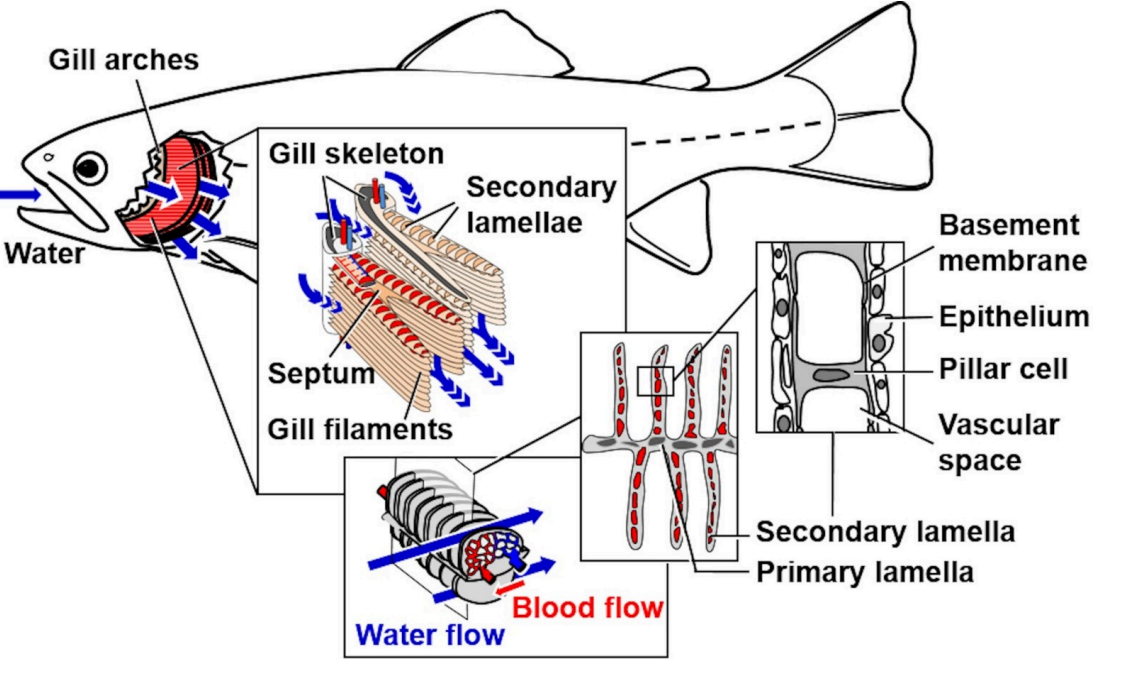 Gill arches
Water
Gill skeleton
Secondary
lamellae
Septum
Gill filaments
Basement
membrane
Epithelium
Pillar cell
Vascular
space
Secondary lamella
Primary lamella
Blood flow
Water flow